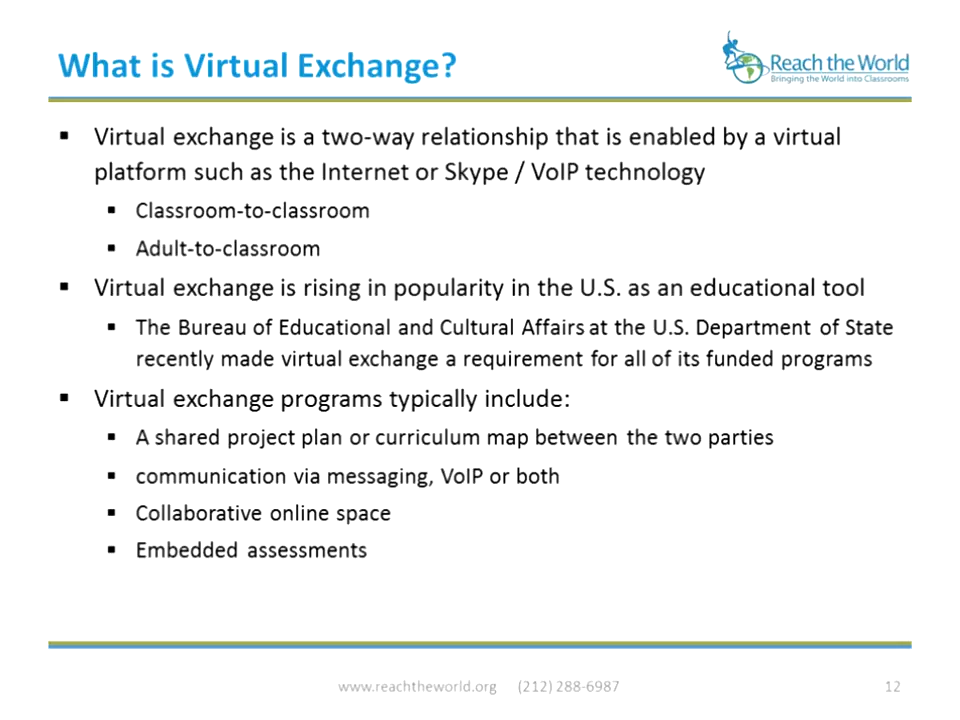 What is Virtual Exchange?
Reach the World
Bringing the World into Classrooms
▪ Virtual exchange is a two-way relationship that is enabled by a virtual
platform such as the Internet or Skype / VoIP technology
▪ Classroom-to-classroom
▪ Adult-to-classroom
▪ Virtual exchange is rising in popularity in the U.S. as an educational tool
▪ The Bureau of Educational and Cultural Affairs at the U.S. Department of State
recently made virtual exchange a requirement for all of its funded programs
▪ Virtual exchange programs typically include:
▪ A shared project plan or curriculum map between the two parties
▪ communication via messaging, VoIP or both
▪ Collaborative online space
▪ Embedded assessments
www.reachtheworld.org (212) 288-6987 12